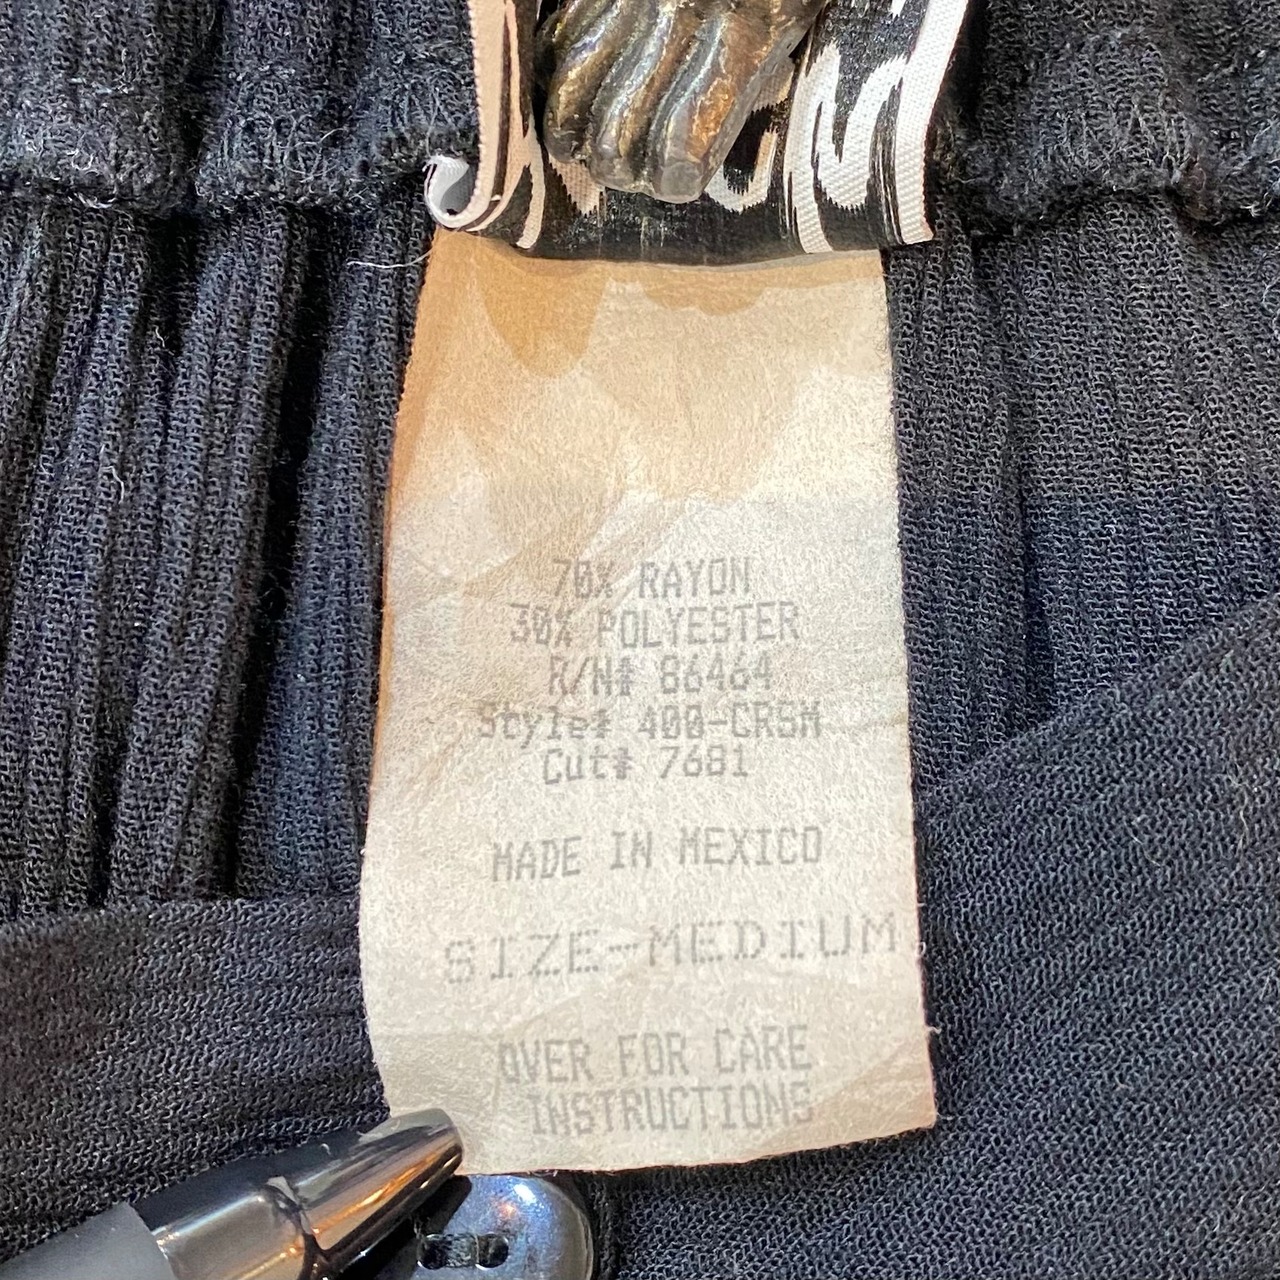 70% RAYON
30% POLYESTER
R/N# 86464
Style# 400-CRSM
Cut# 7681
MADE IN MEXICO
SIZE-MEDIUM
OVER FOR CARE
INSTRUCTIONS